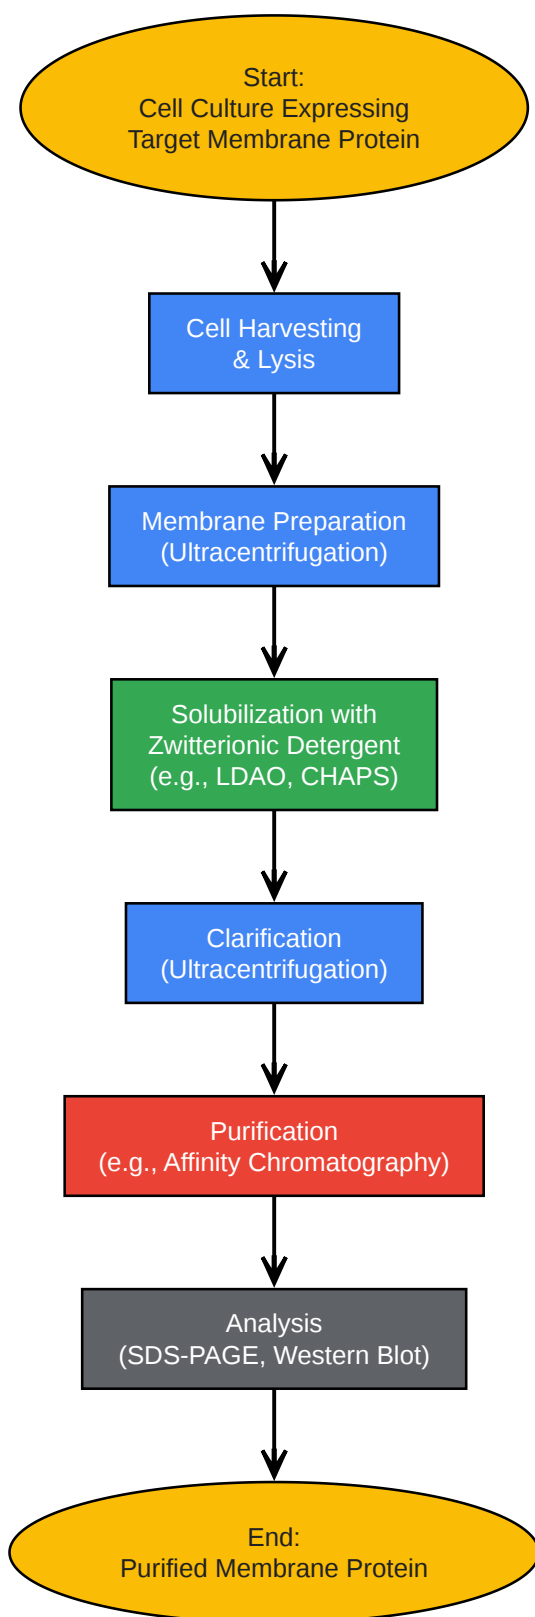 Start:
Cell Culture Expressing
Target Membrane Protein
Cell Harvesting
& Lysis
Membrane Preparation
(Ultracentrifugation)
Solubilization with
Zwitterionic Detergent
(e.g., LDAO, CHAPS)
Clarification
(Ultracentrifugation)
Purification
(e.g., Affinity Chromatography)
Analysis
(SDS-PAGE, Western Blot)
End:
Purified Membrane Protein